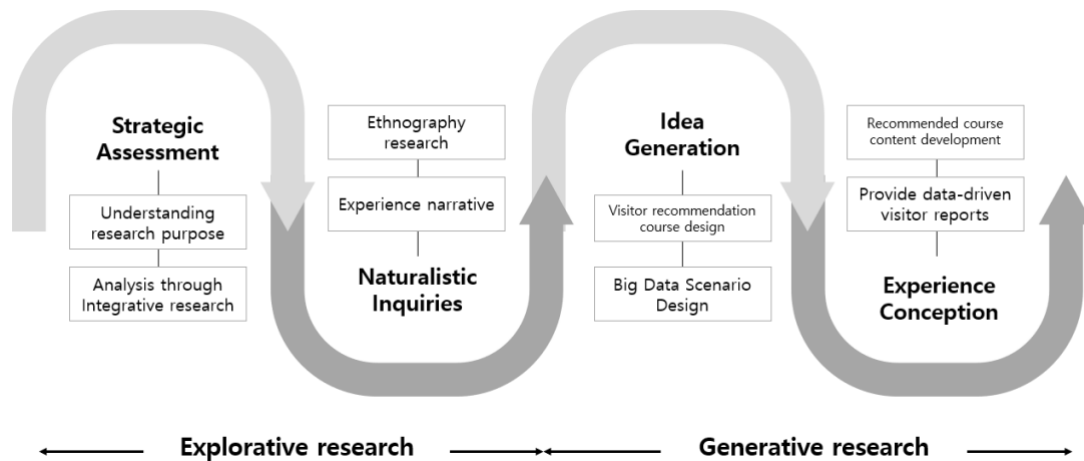 Strategic
Assessment
Understanding
research purpose
Analysis through
Integrative research
Ethnography
research
Experience narrative
Naturalistic
Inquiries
Idea
Generation
Visitor recommendation
course design
Big Data Scenario
Design
Recommended course
content development
Provide data-driven
visitor reports
Experience
Conception
Explorative research
Generative research